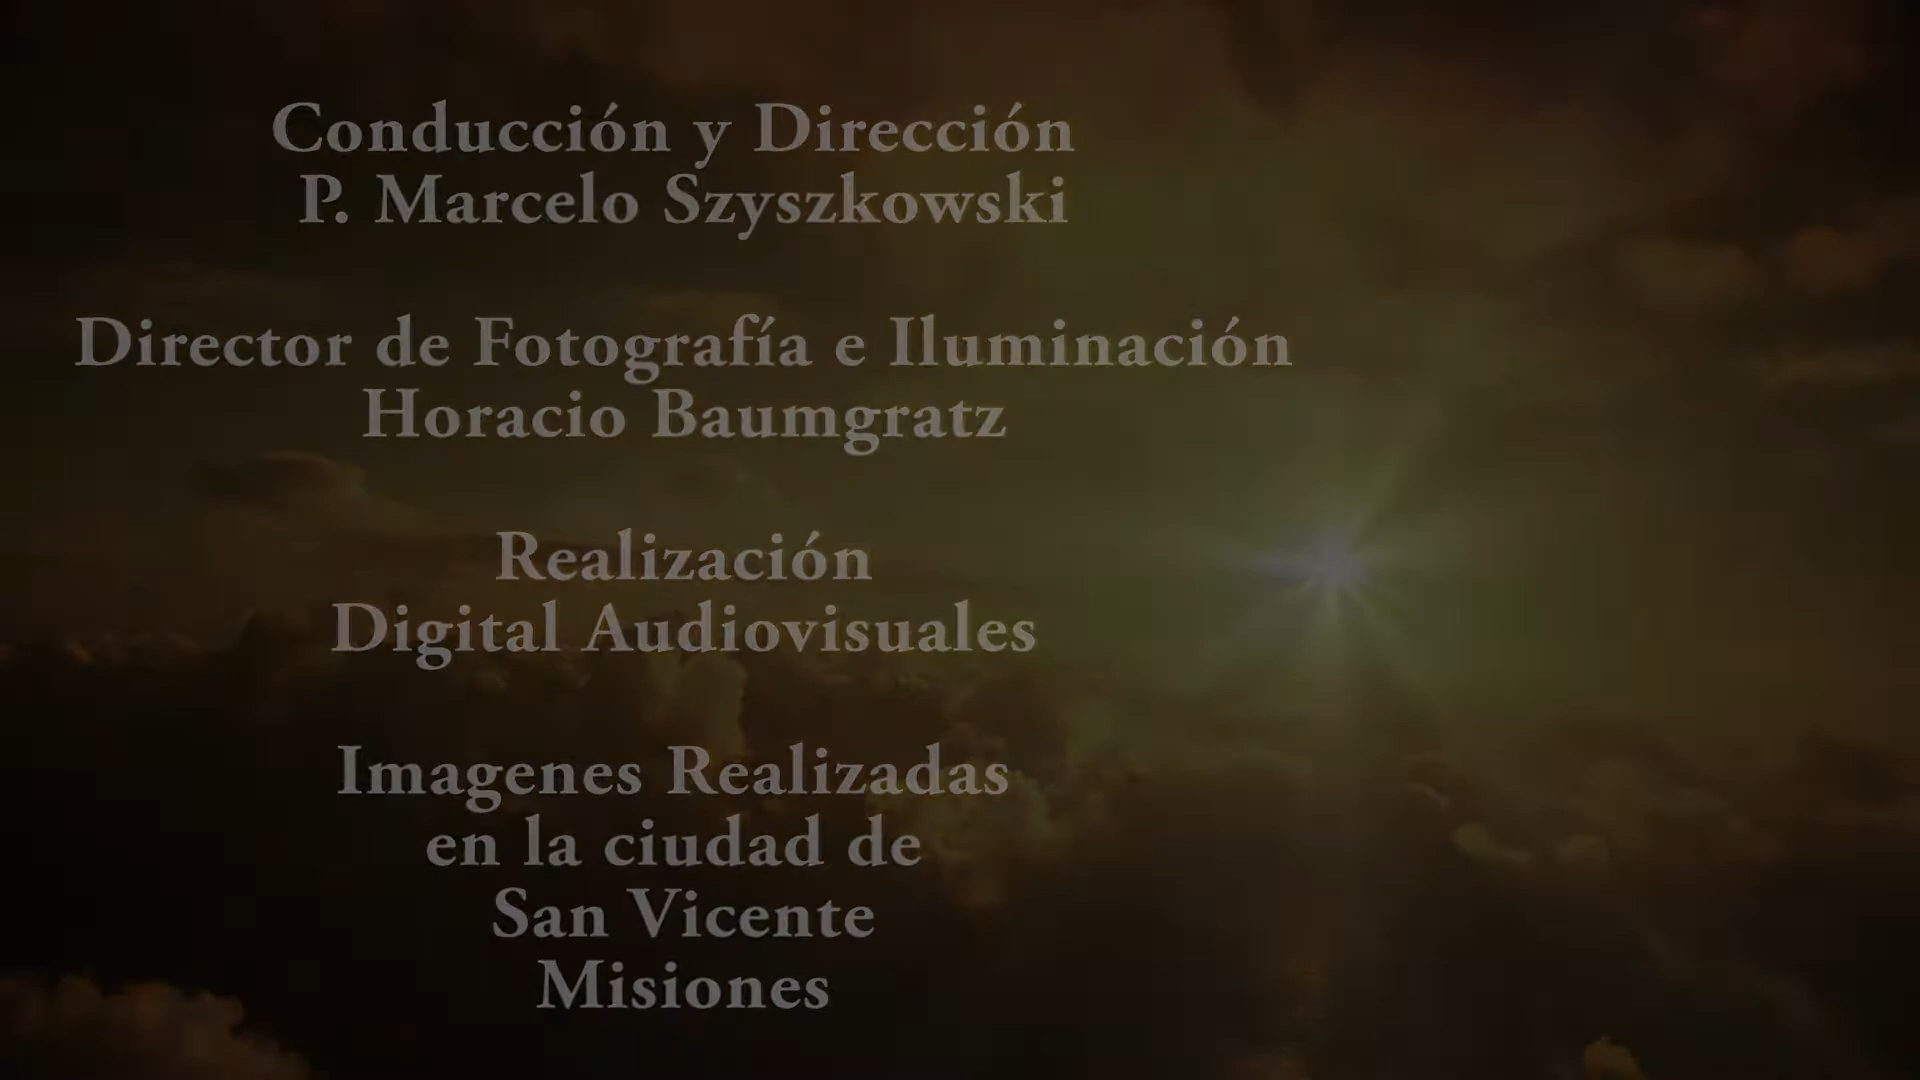 Conducción y Dirección
P. Marcelo Szyszkowski
Director de Fotografía e Iluminación
Horacio Baumgratz
Realización
Digital Audiovisuales
Imagenes Realizadas
en la ciudad de
San Vicente
Misiones